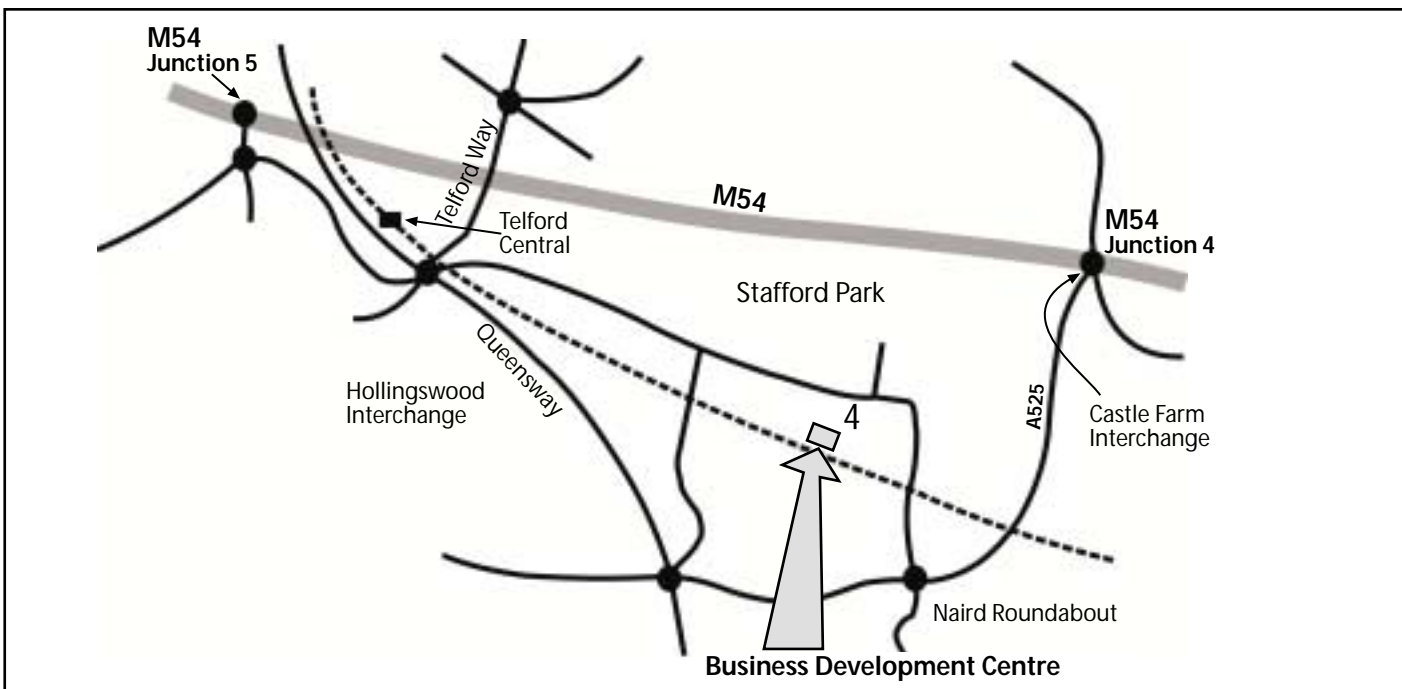 M54
Junction 5
Telford Way
Telford
Central
M54
M54
Junction 4
Stafford Park
Queensway
Hollingswood
Interchange
4
A525
Castle Farm
Interchange
Naird Roundabout
Business Development Centre